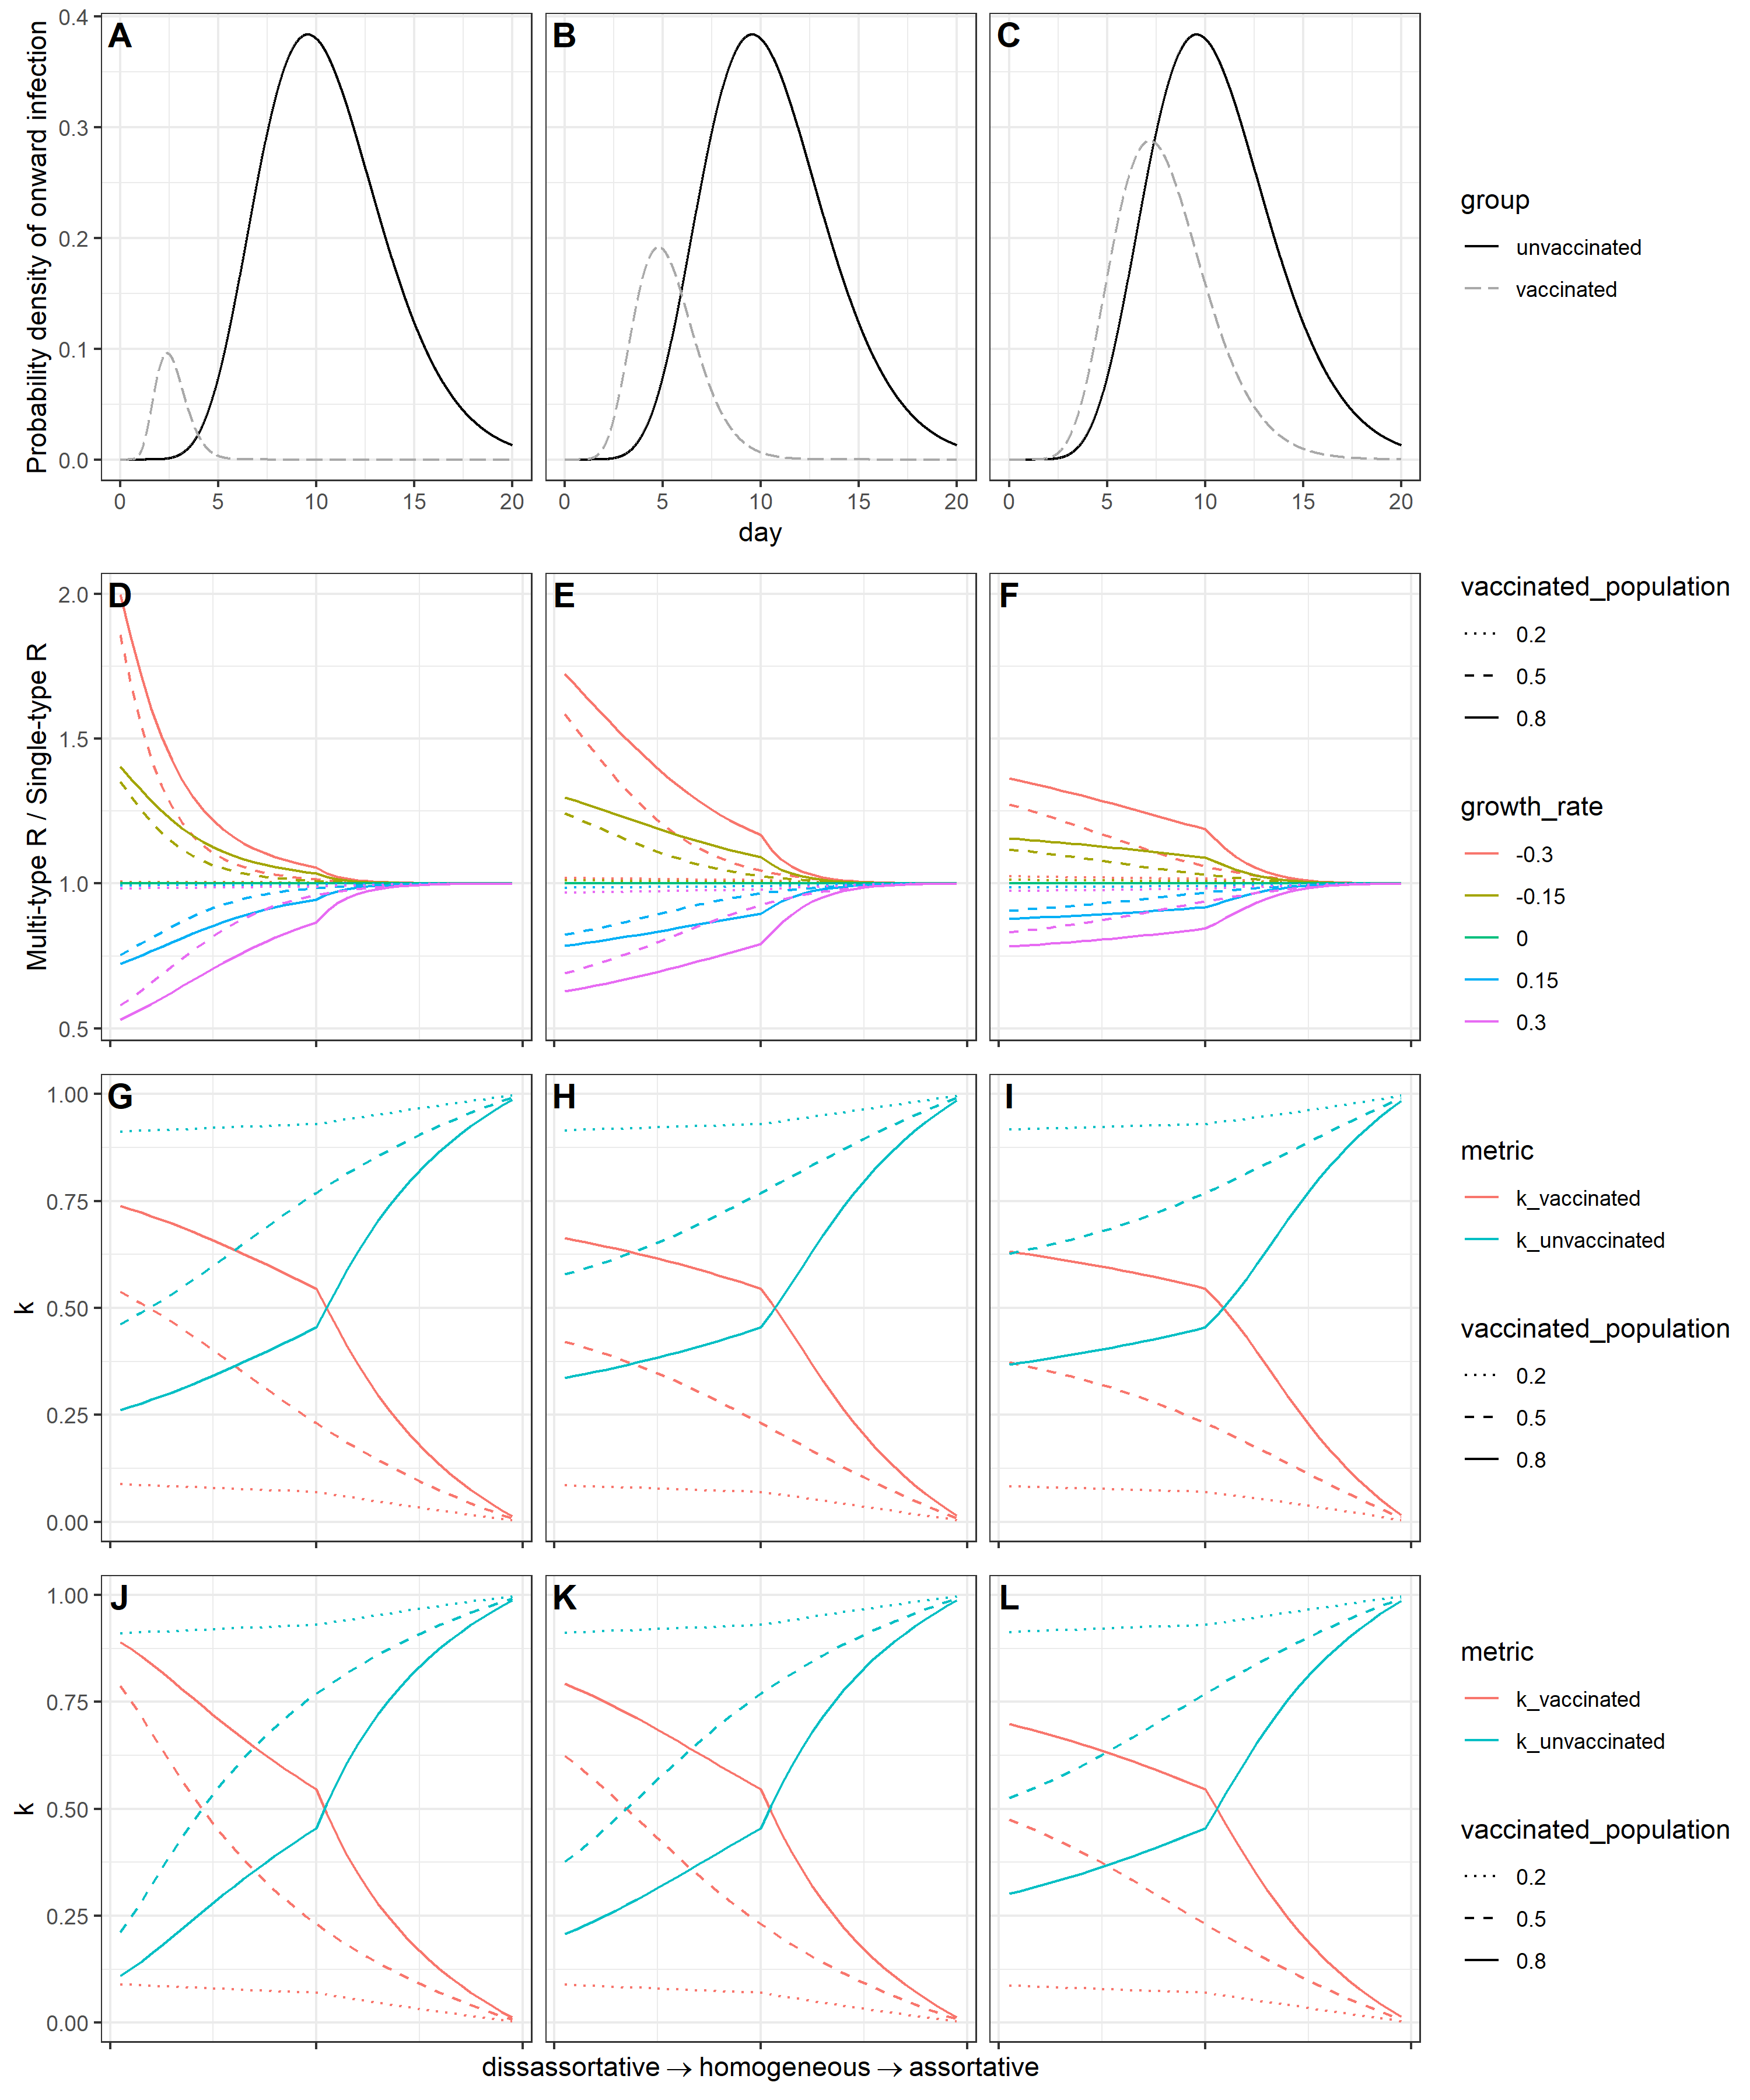 A
B
C
Probability density of onward infection
0.4
0.3
0.2
0.1
0.0
0 5 10 15 20
0 5 10 15 20
0 5 10 15 20
day
group
unvaccinated
vaccinated
D
E
F
Multi-type R / Single-type R
2.0
1.5
1.0
0.5
vaccinated_population
0.2
0.5
0.8
growth_rate
-0.3
-0.15
0
0.15
0.3
G
H
I
k
1.00
0.75
0.50
0.25
0.00
metric
k_vaccinated
k_unvaccinated
vaccinated_population
0.2
0.5
0.8
J
K
L
k
1.00
0.75
0.50
0.25
0.00
metric
k_vaccinated
k_unvaccinated
vaccinated_population
0.2
0.5
0.8
dissassortative → homogeneous → assortative